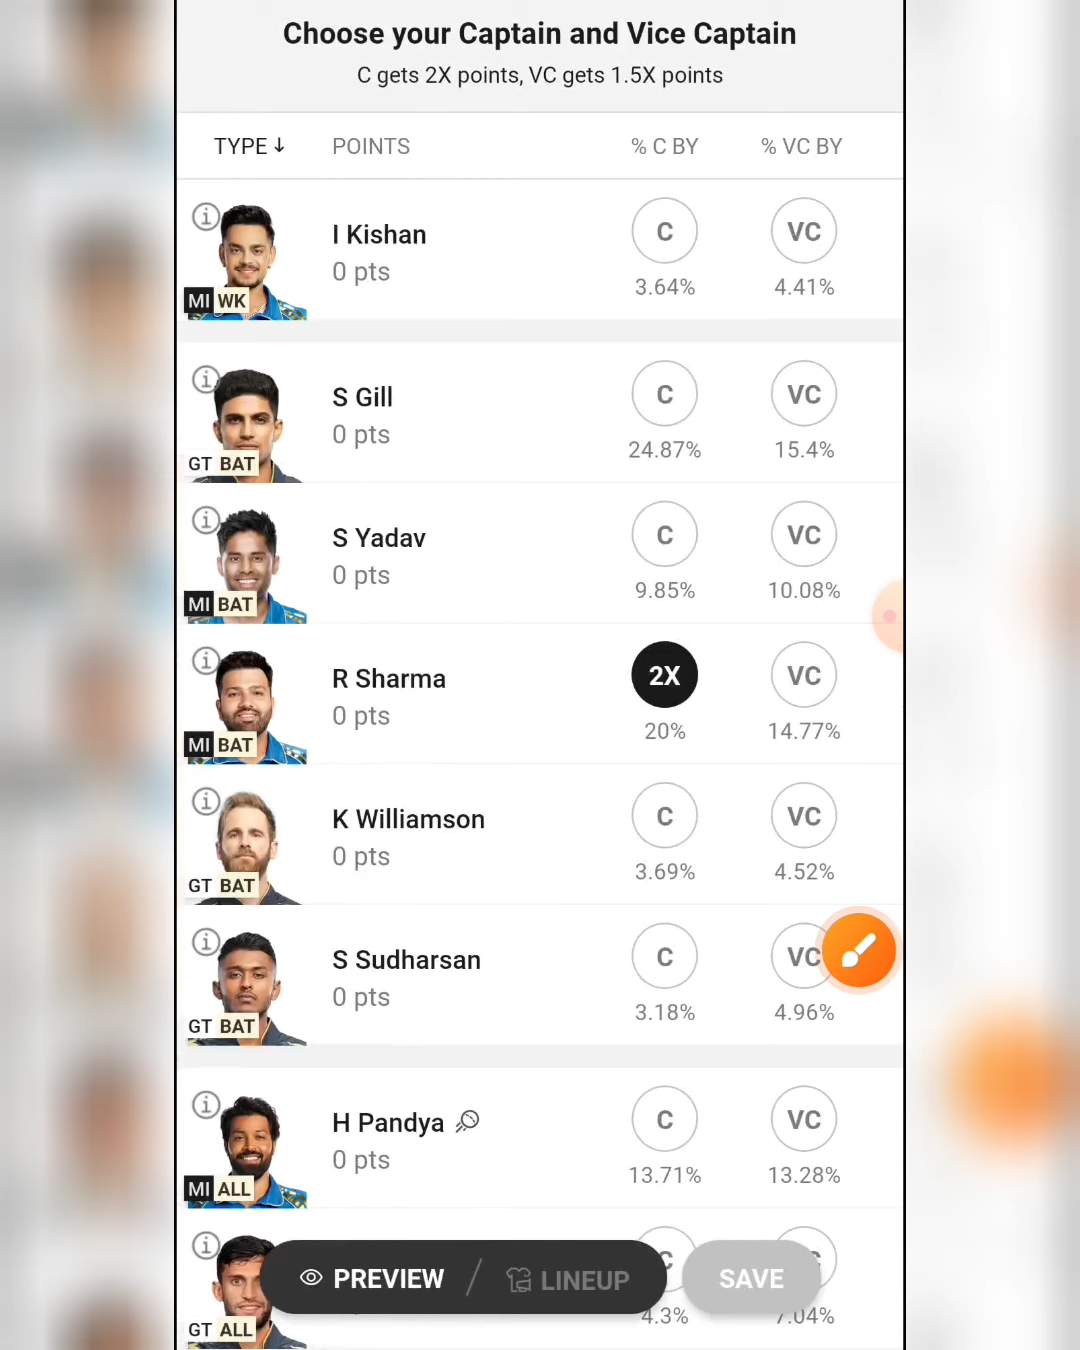 Choose your Captain and Vice Captain
C gets 2X points, VC gets 1.5X points
TYPE ↓ POINTS % C BY % VC BY
I Kishan
0 pts
C VC
3.64% 4.41%
MI WK
S Gill
0 pts
C VC
24.87% 15.4%
GT BAT
S Yadav
0 pts
C VC
9.85% 10.08%
MI BAT
R Sharma
0 pts
2X VC
20% 14.77%
MI BAT
K Williamson
0 pts
C VC
3.69% 4.52%
GT BAT
S Sudharsan
0 pts
C VC
3.18% 4.96%
GT BAT
H Pandya
0 pts
C VC
13.71% 13.28%
MI ALL
PREVIEW / LINEUP SAVE
4.3% 7.04%
GT ALL